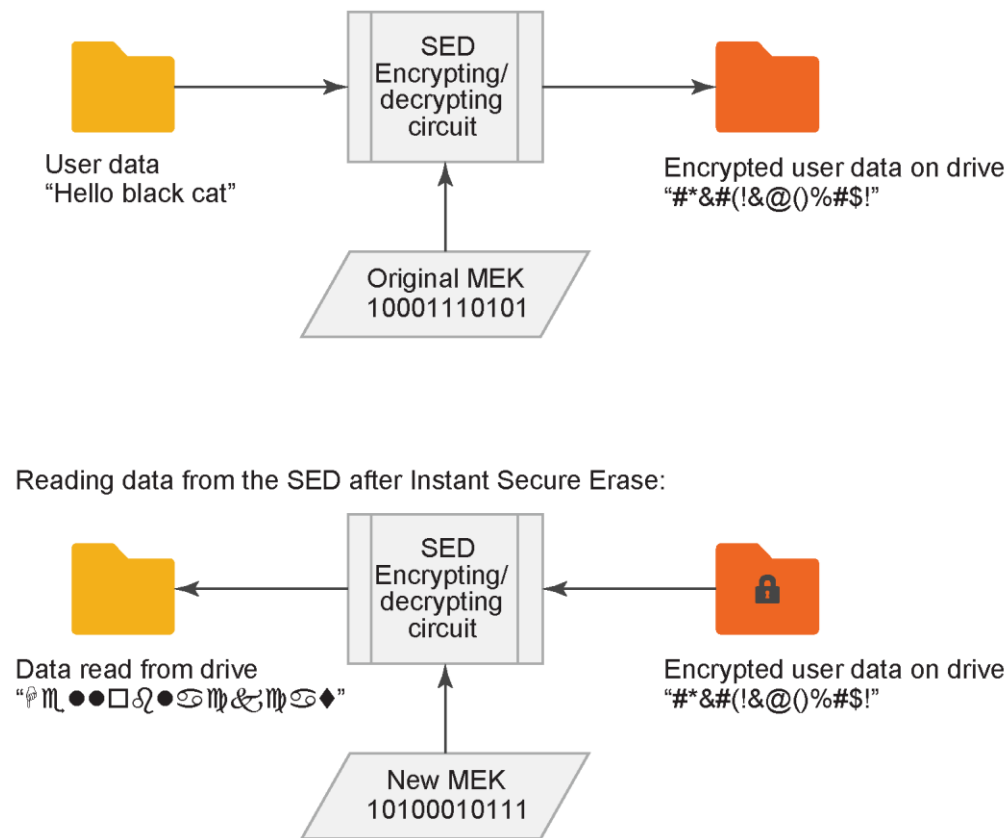 SED
Encrypting/
decrypting
circuit
User data
“Hello black cat”
Encrypted user data on drive
“#*&#(!&@()%#$!”
Original MEK
10001110101
Reading data from the SED after Instant Secure Erase:
SED
Encrypting/
decrypting
circuit
Data read from drive
“☟♏●●□♌●♋♍🙰♍♋♦”
Encrypted user data on drive
“#*&#(!&@()%#$!”
New MEK
10100010111